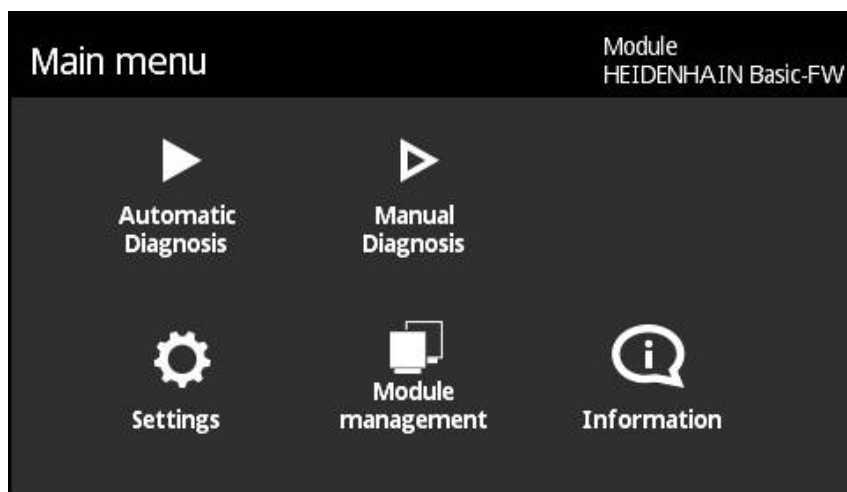 Main menu
Module
HEIDENHAIN Basic-FW
Automatic
Diagnosis
Manual
Diagnosis
Settings
Module
management
Information